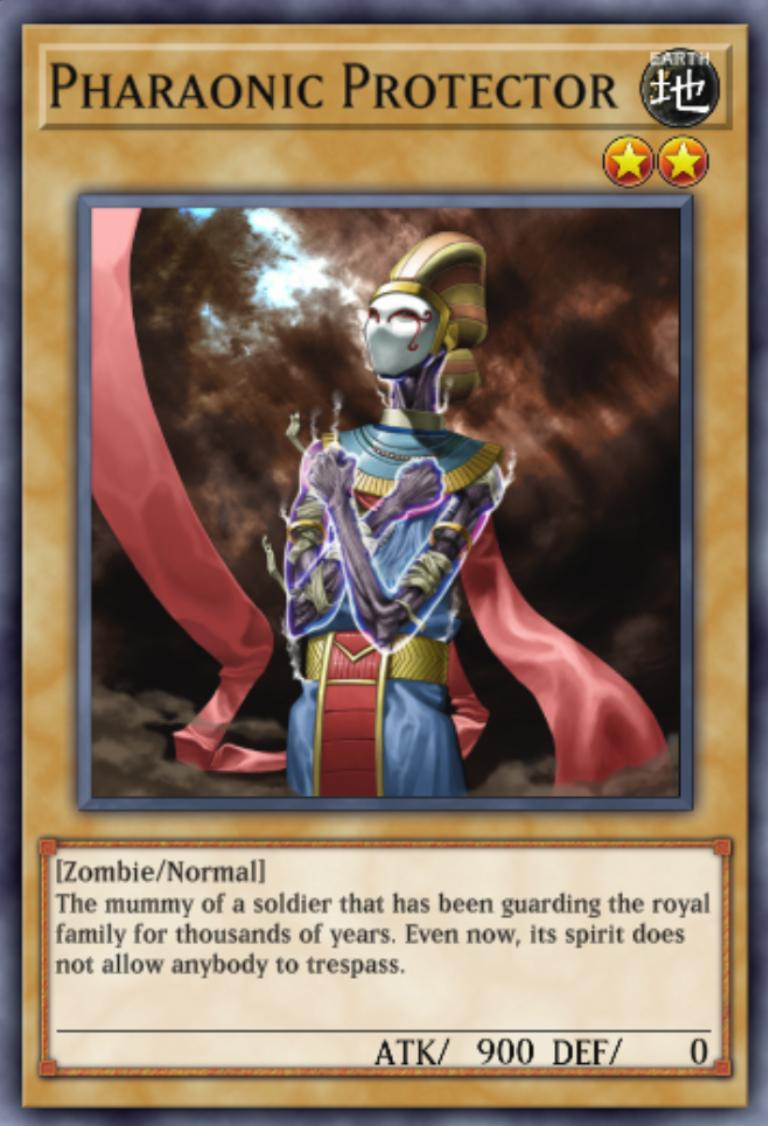 Pharaonic Protector
EARTH
地
[Zombie/Normal]
The mummy of a soldier that has been guarding the royal
family for thousands of years. Even now, its spirit does
not allow anybody to trespass.
ATK/ 900 DEF/ 0